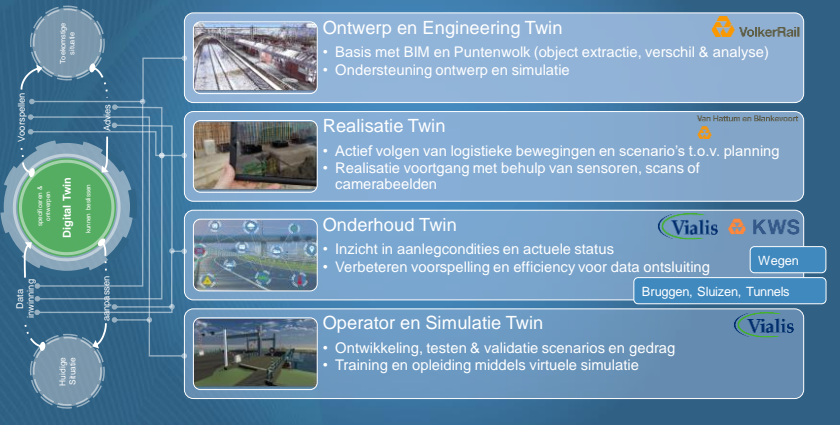 Toekomstige
situatie
Voorspellen
Advies
specificeren &
ontwerpen
Digital Twin
kunnen beslissen
Data
inwinning
aanpassen
Huidige
Situatie
Ontwerp en Engineering Twin
VolkerRail
• Basis met BIM en Puntenwolk (object extractie, verschil & analyse)
• Ondersteuning ontwerp en simulatie
Realisatie Twin
Van Hattum en Blankevoort
• Actief volgen van logistieke bewegingen en scenario's t.o.v. planning
• Realisatie voortgang met behulp van sensoren, scans of
camerabeelden
Onderhoud Twin
Vialis
KWS
• Inzicht in aanlegcondities en actuele status
• Verbeteren voorspelling en efficiency voor data ontsluiting
Wegen
Bruggen, Sluizen, Tunnels
Operator en Simulatie Twin
Vialis
• Ontwikkeling, testen & validatie scenarios en gedrag
• Training en opleiding middels virtuele simulatie